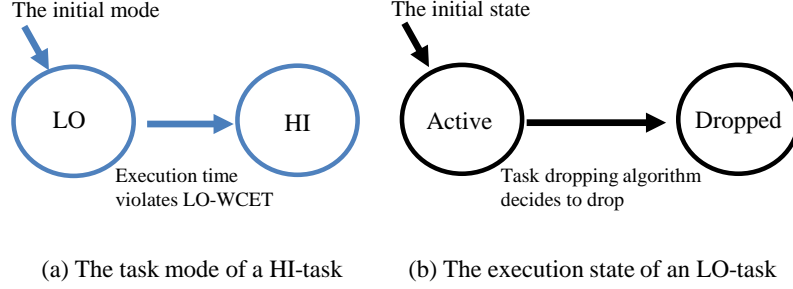 The initial mode
LO
HI
Execution time
violates LO-WCET
(a) The task mode of a HI-task
The initial state
Active
Dropped
Task dropping algorithm
decides to drop
(b) The execution state of an LO-task